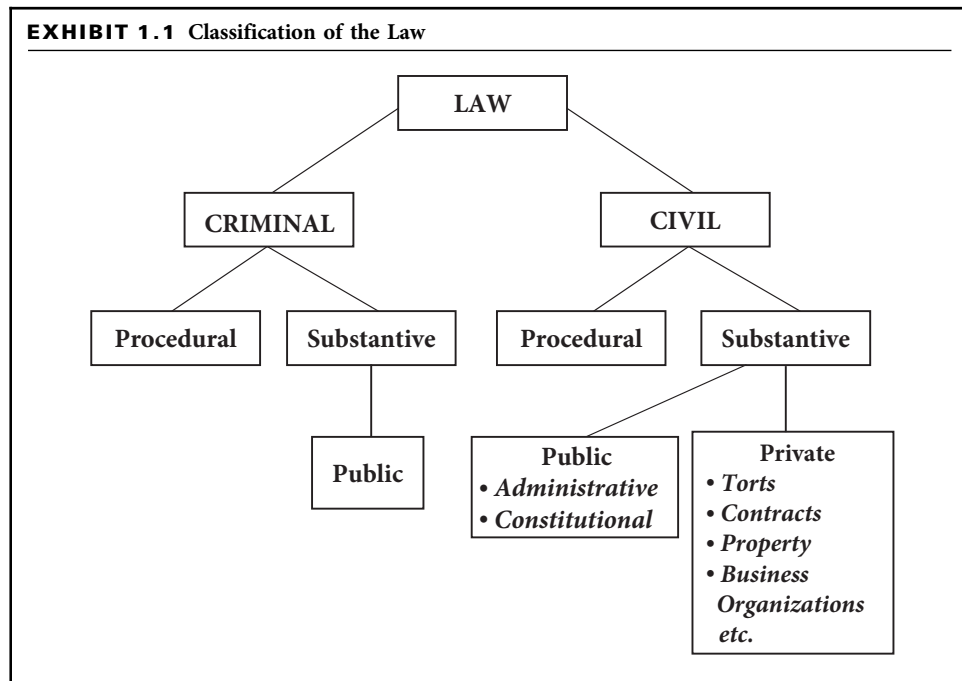 EXHIBIT 1.1 Classification of the Law
LAW
CRIMINAL
CIVIL
Procedural
Substantive
Procedural
Substantive
Public
Public
• Administrative
• Constitutional
Private
• Torts
• Contracts
• Property
• Business
Organizations
etc.